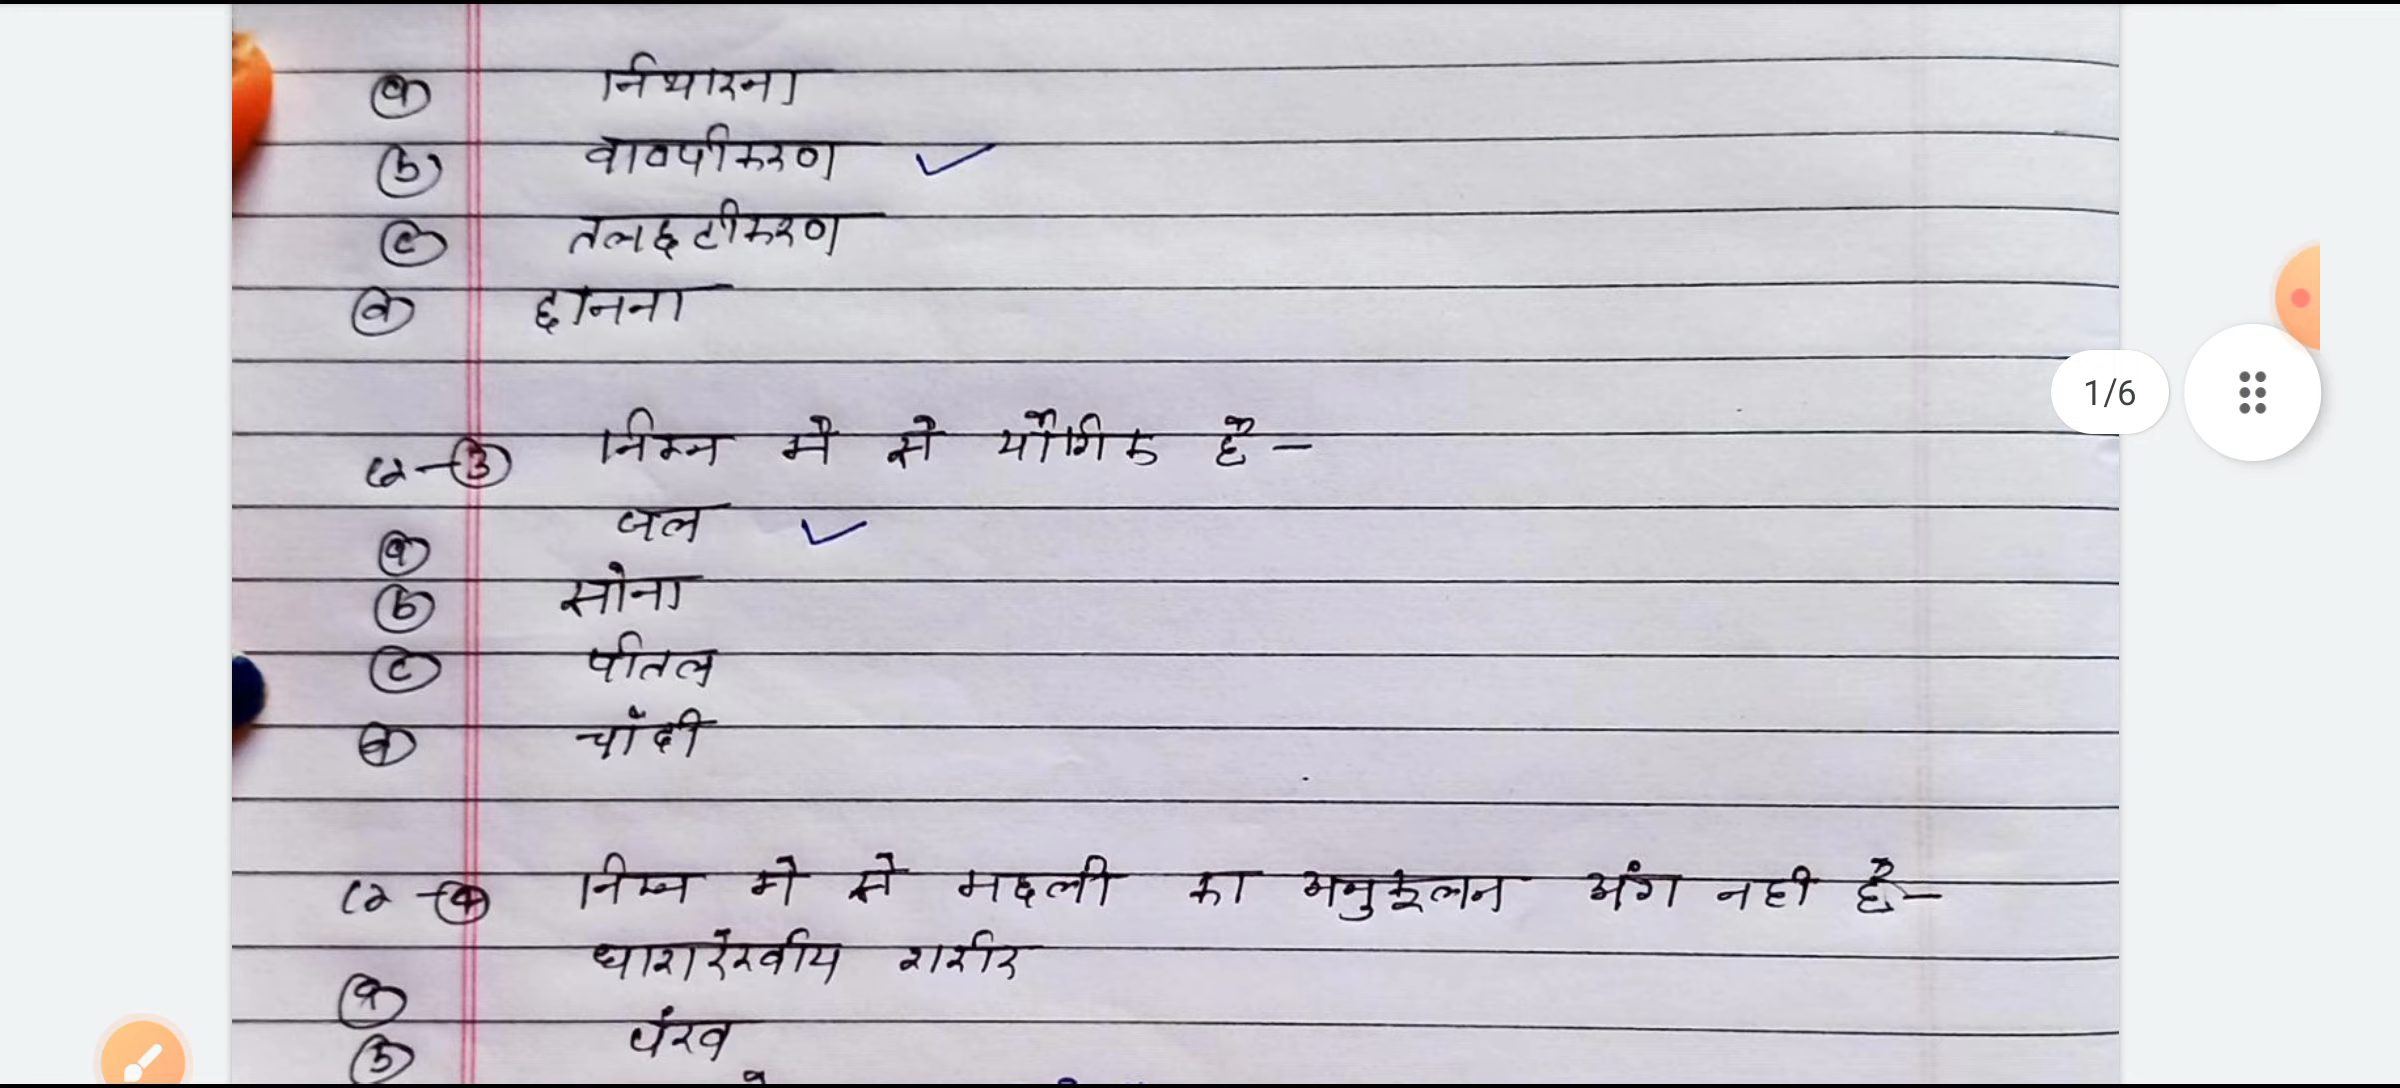 (a) निथारना
(b) वाष्पीकरण
(c) तलछटीकरण
(d) छानना
Q-(3) निम्न में से यौगिक है -
(a) जल
(b) सोना
(c) पीतल
(d) चाँदी
Q-(4) निम्न मे से मछली का अनुकूलन अंग नही है -
(a) धारारेखीय शरीर
(b) पंख
1/6